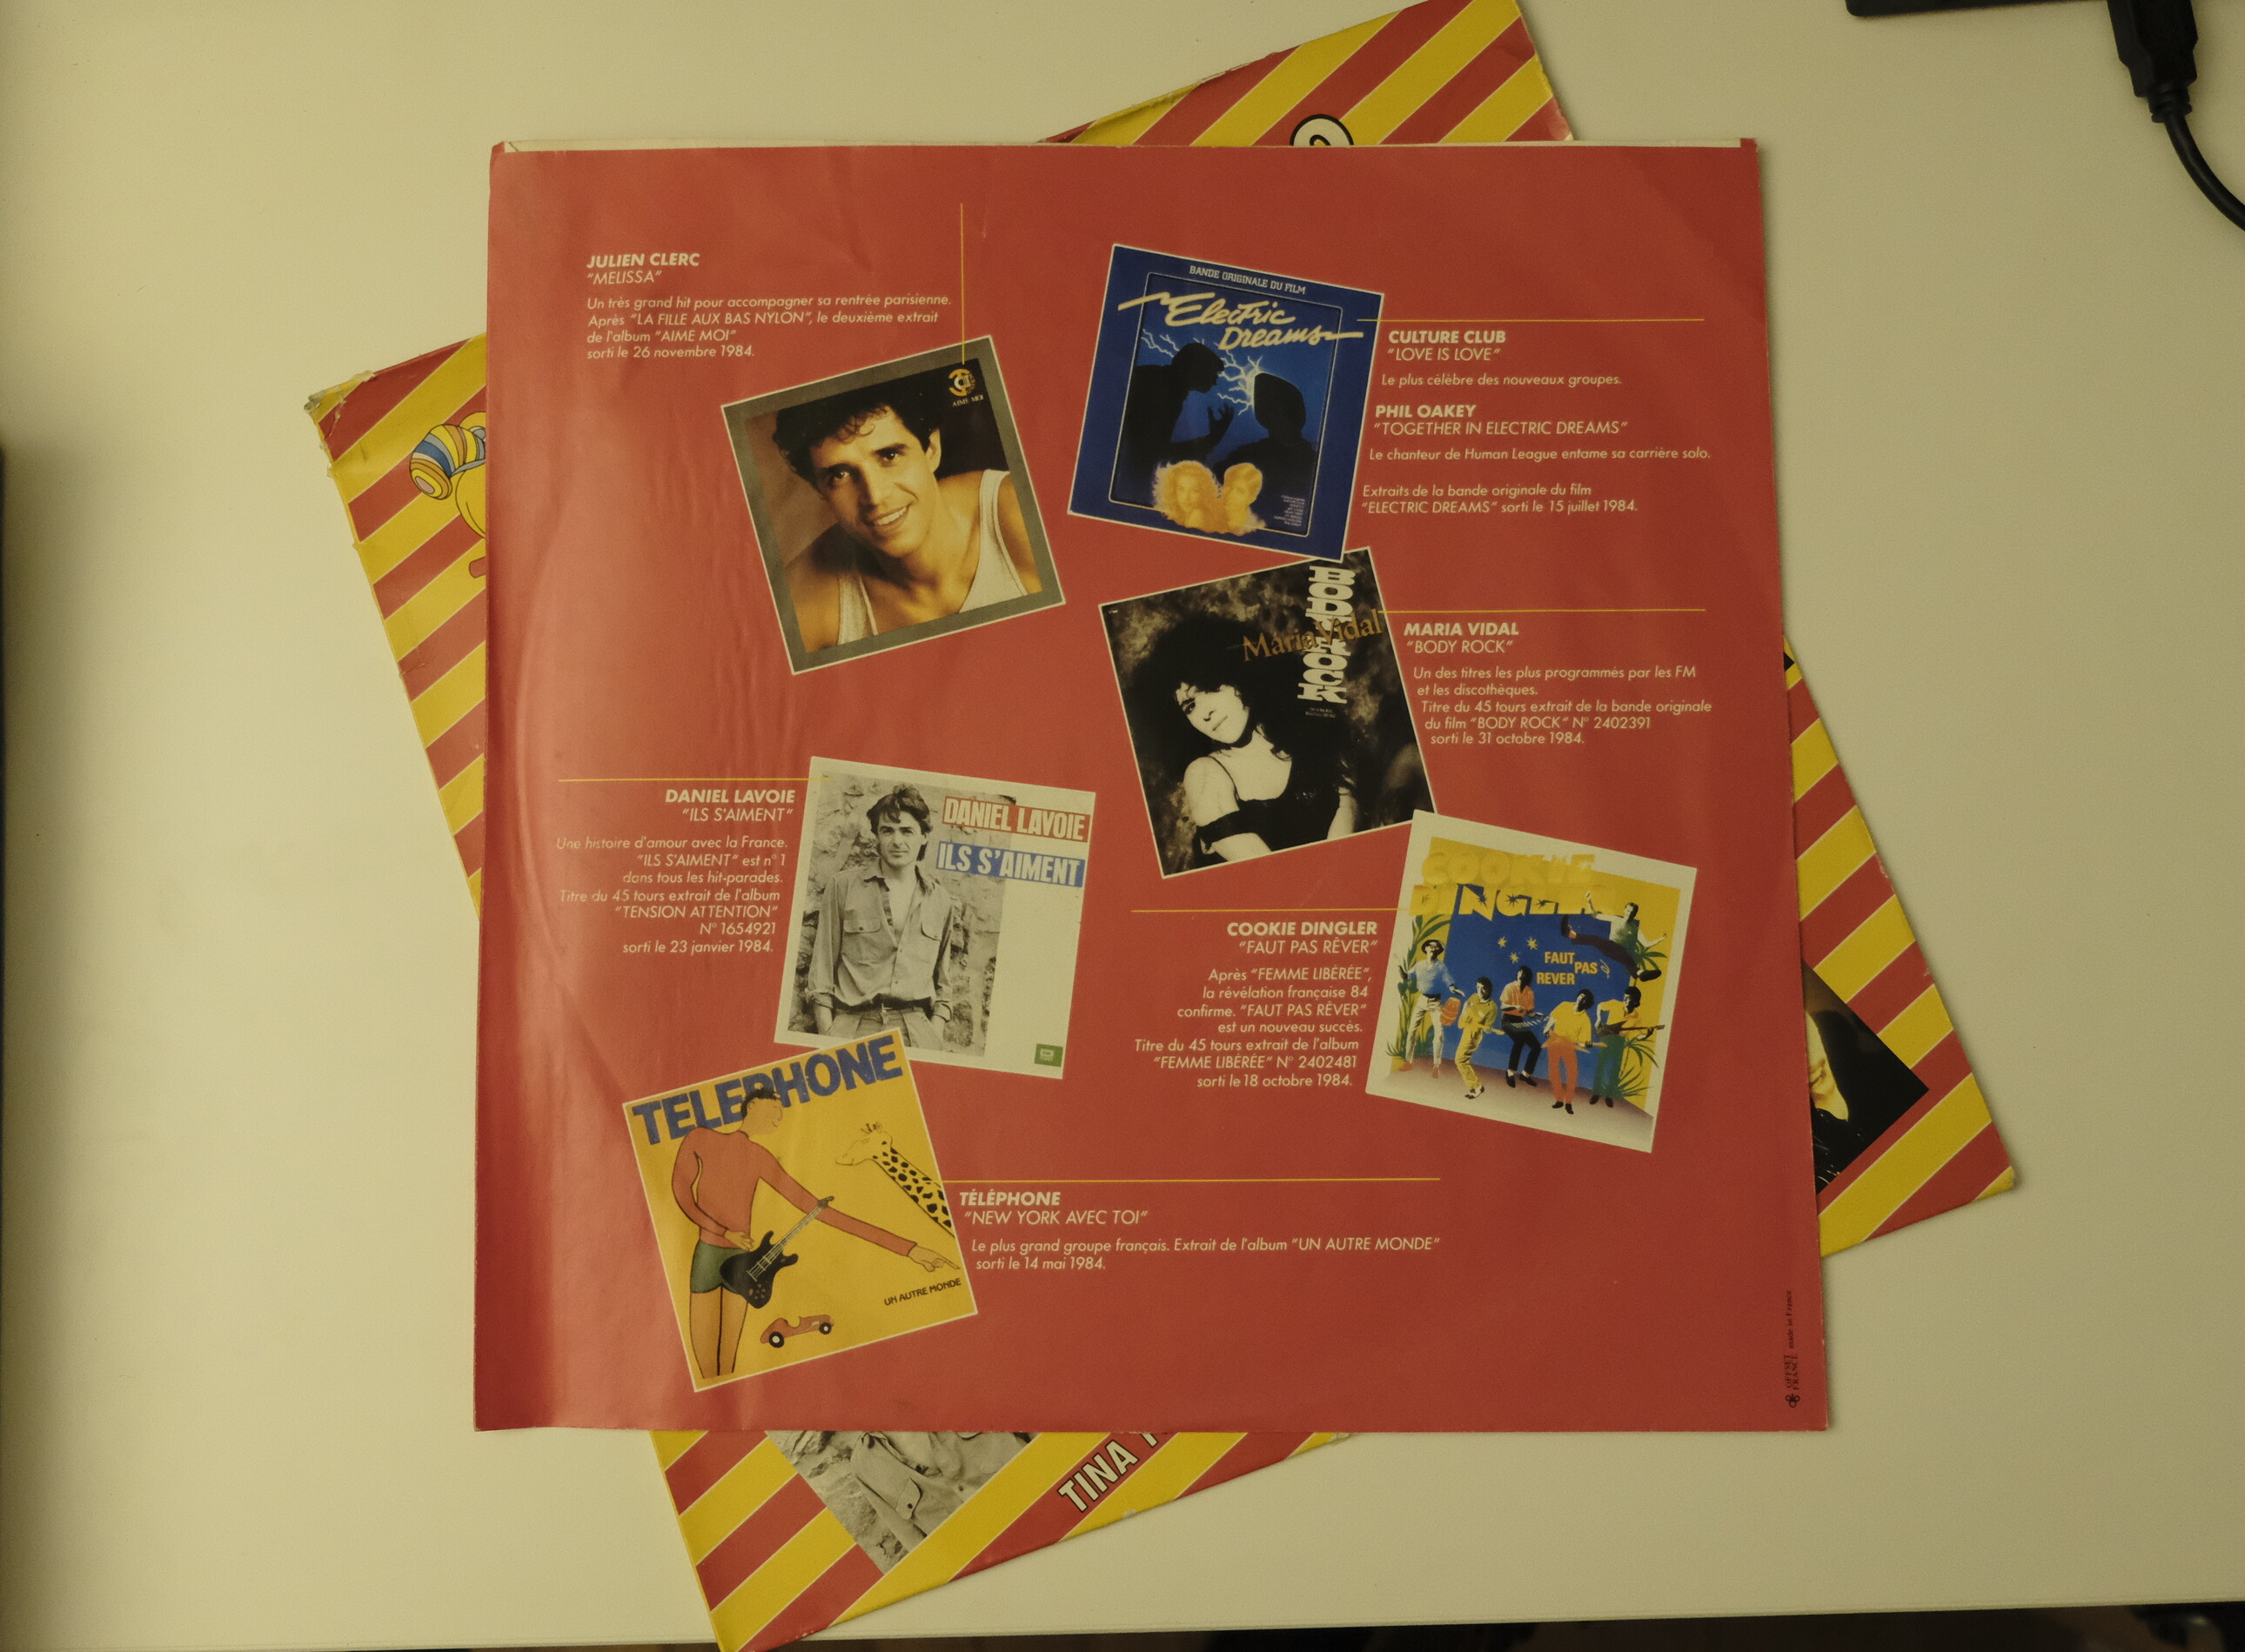 JULIEN CLERC
"MELISSA"
Un très grand hit pour accompagner sa rentrée parisienne.
Après "LA FILLE AUX BAS NYLON", le deuxième extrait
de l'album "AIME MOI"
sorti le 26 novembre 1984.
AIME MOI
BANDE ORIGINALE DU FILM
Electric
Dreams
CULTURE CLUB
"LOVE IS LOVE"
Le plus célèbre des nouveaux groupes.
PHIL OAKEY
"TOGETHER IN ELECTRIC DREAMS"
Le chanteur de Human League entame sa carrière solo.
Extraits de la bande originale du film
"ELECTRIC DREAMS" sorti le 15 juillet 1984.
BODY ROCK
Maria Vidal
MARIA VIDAL
"BODY ROCK"
Un des titres les plus programmés par les FM
et les discothèques.
Titre du 45 tours extrait de la bande originale
du film "BODY ROCK" N° 2402391
sorti le 31 octobre 1984.
DANIEL LAVOIE
"ILS S'AIMENT"
Une histoire d'amour avec la France.
"ILS S'AIMENT" est n° 1
dans tous les hit-parades.
Titre du 45 tours extrait de l'album
"TENSION ATTENTION"
N° 1654921
sorti le 23 janvier 1984.
DANIEL LAVOIE
ILS S'AIMENT
COOKIE DINGLER
"FAUT PAS RÊVER"
Après "FEMME LIBÉRÉE",
la révélation française 84
confirme. "FAUT PAS RÊVER"
est un nouveau succès.
Titre du 45 tours extrait de l'album
"FEMME LIBÉRÉE" N° 2402481
sorti le 18 octobre 1984.
COOKIE
DINGLER
FAUT
PAS
REVER
TELEPHONE
UN AUTRE MONDE
TÉLÉPHONE
"NEW YORK AVEC TOI"
Le plus grand groupe français. Extrait de l'album "UN AUTRE MONDE"
sorti le 14 mai 1984.
OFFSET
FRANCE made in France
TINA